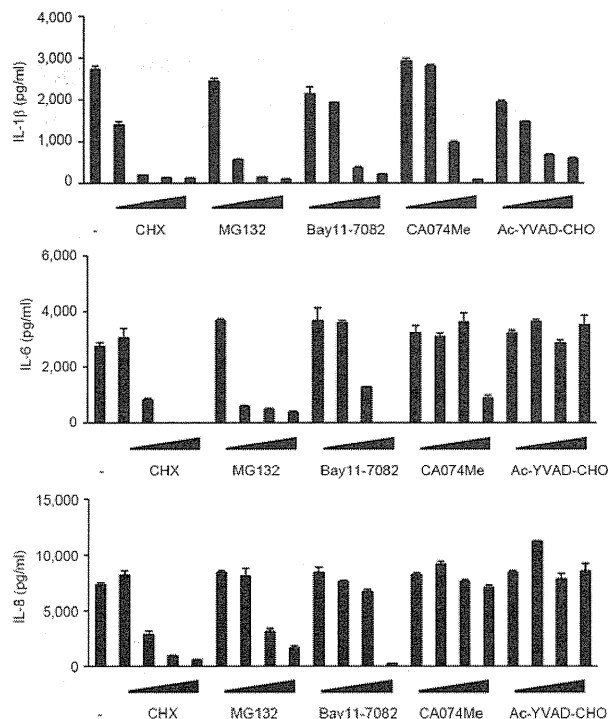 4,000
3,000
2,000
1,000
0
IL-1β (pg/ml)
- CHX MG132 Bay11-7082 CA074Me Ac-YVAD-CHO
6,000
4,000
2,000
0
IL-6 (pg/ml)
- CHX MG132 Bay11-7082 CA074Me Ac-YVAD-CHO
15,000
10,000
5,000
0
IL-8 (pg/ml)
- CHX MG132 Bay11-7082 CA074Me Ac-YVAD-CHO